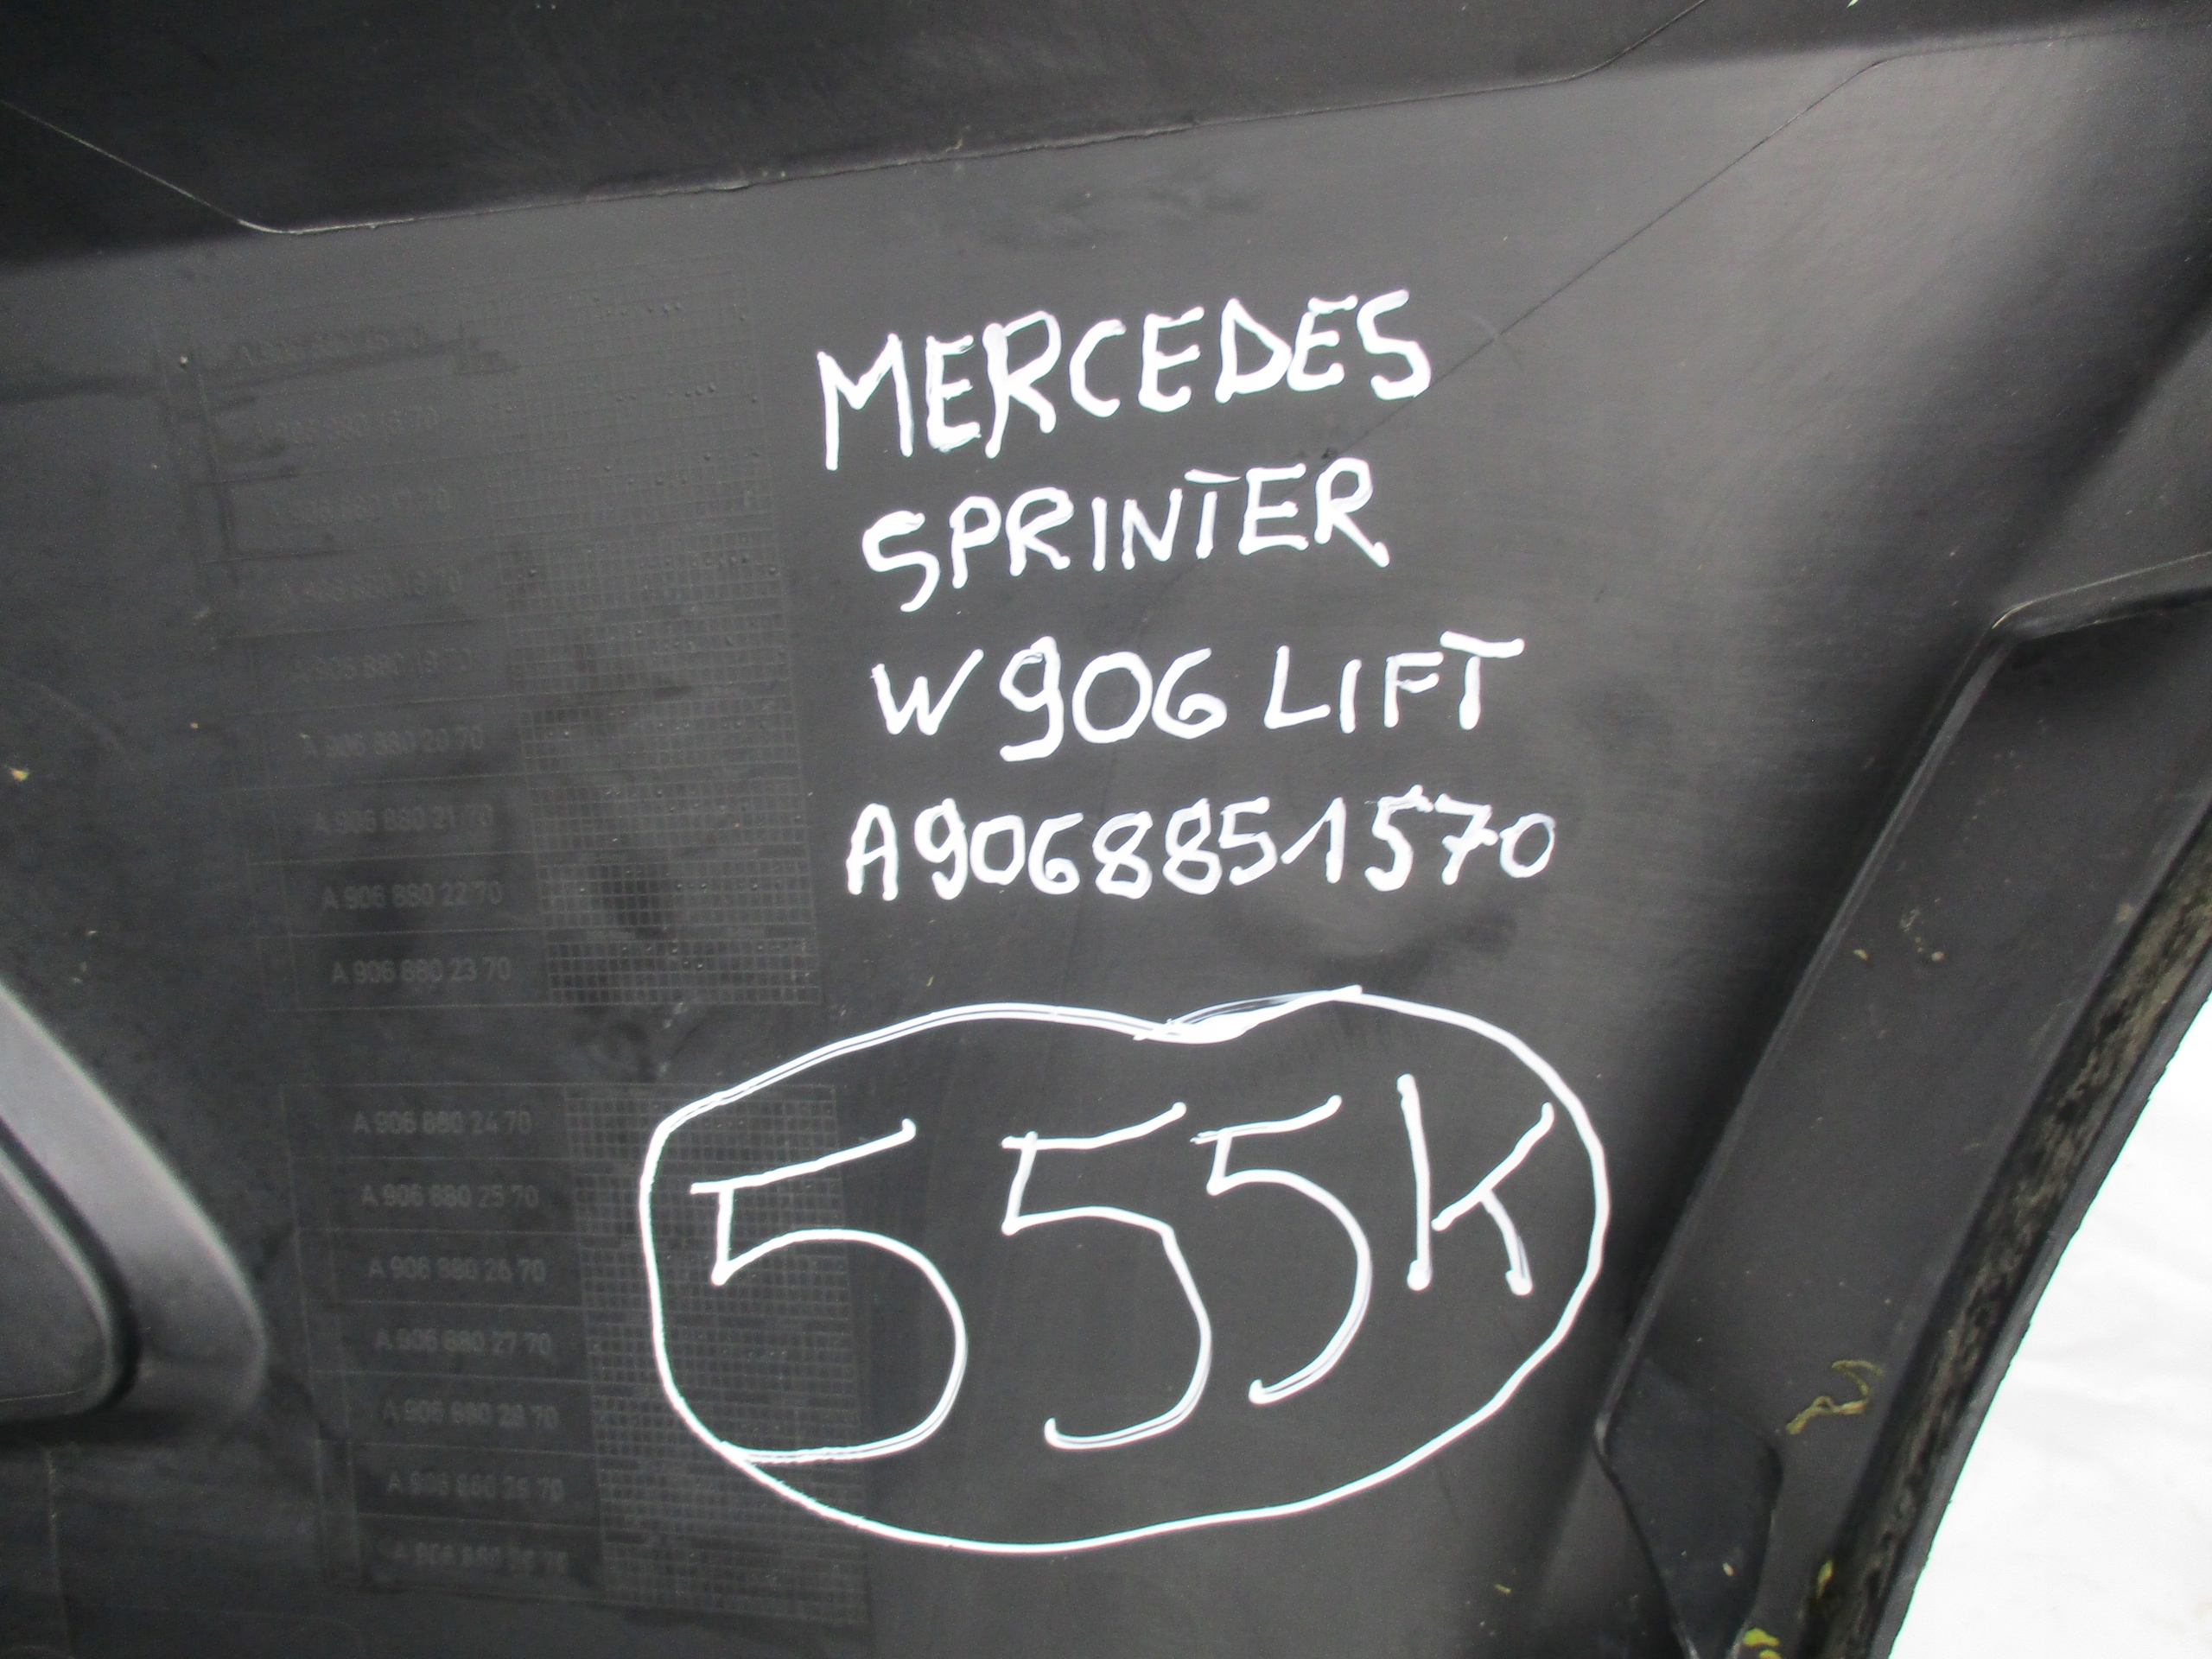 MERCEDES
SPRINTER
W906 LIFT
A9068851570
555K
A 906 880 19 70
A 906 880 20 70
A 906 880 21 70
A 906 880 22 70
A 906 880 23 70
A 906 880 24 70
A 906 880 25 70
A 906 880 26 70
A 906 880 27 70